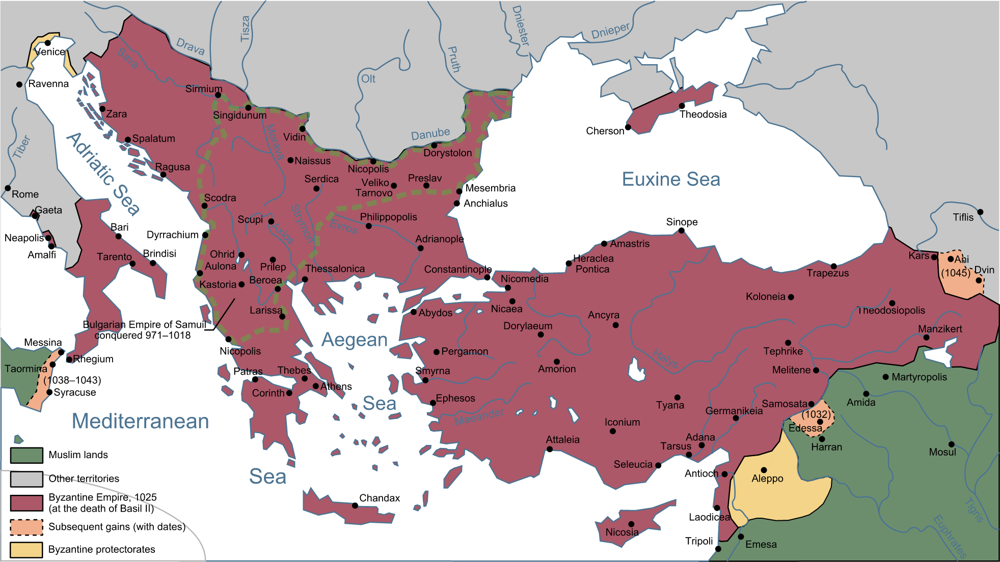 Tisza
Dniester
Dnieper
Drava
Venice
Sava
Pruth
Olt
Ravenna
Sirmium
Zara
Singidunum
Theodosia
Cherson
Morava
Vidin
Danube
Spalatum
Tiber
Adriatic Sea
Dorystolon
Naissus
Ragusa
Nicopolis
Serdica
Veliko
Tarnovo
Preslav
Euxine Sea
Mesembria
Rome
Scodra
Anchialus
Gaeta
Tiflis
Scupi
Strymon
Philippopolis
Evros
Sinope
Bari
Axios
Dyrrachium
Neapolis
Adrianople
Amastris
Amalfi
Ohrid
Tarento
Brindisi
Prilep
Heraclea
Pontica
Kars
Ani
(1045)
Dvin
Aulona
Thessalonica
Constantinople
Trapezus
Kastoria
Beroea
Nicomedia
Koloneia
Nicaea
Theodosiopolis
Larissa
Abydos
Ancyra
Bulgarian Empire of Samuil
conquered 971–1018
Dorylaeum
Manzikert
Messina
Aegean
Nicopolis
Pergamon
Tephrike
Rhegium
Halys
Taormina
Patras
Thebes
Smyrna
Amorion
Melitene
(1038–1043)
Martyropolis
Syracuse
Corinth
Athens
Ephesos
Sea
Tyana
Germanikeia
Samosata
Amida
Mediterranean
Maeander
Iconium
(1032)
Edessa
Attaleia
Adana
Tarsus
Harran
Mosul
Muslim lands
Seleucia
Sea
Antioch
Aleppo
Other territories
Byzantine Empire, 1025
(at the death of Basil II)
Chandax
Tigris
Laodicea
Subsequent gains (with dates)
Nicosia
Euphrates
Tripoli
Emesa
Byzantine protectorates